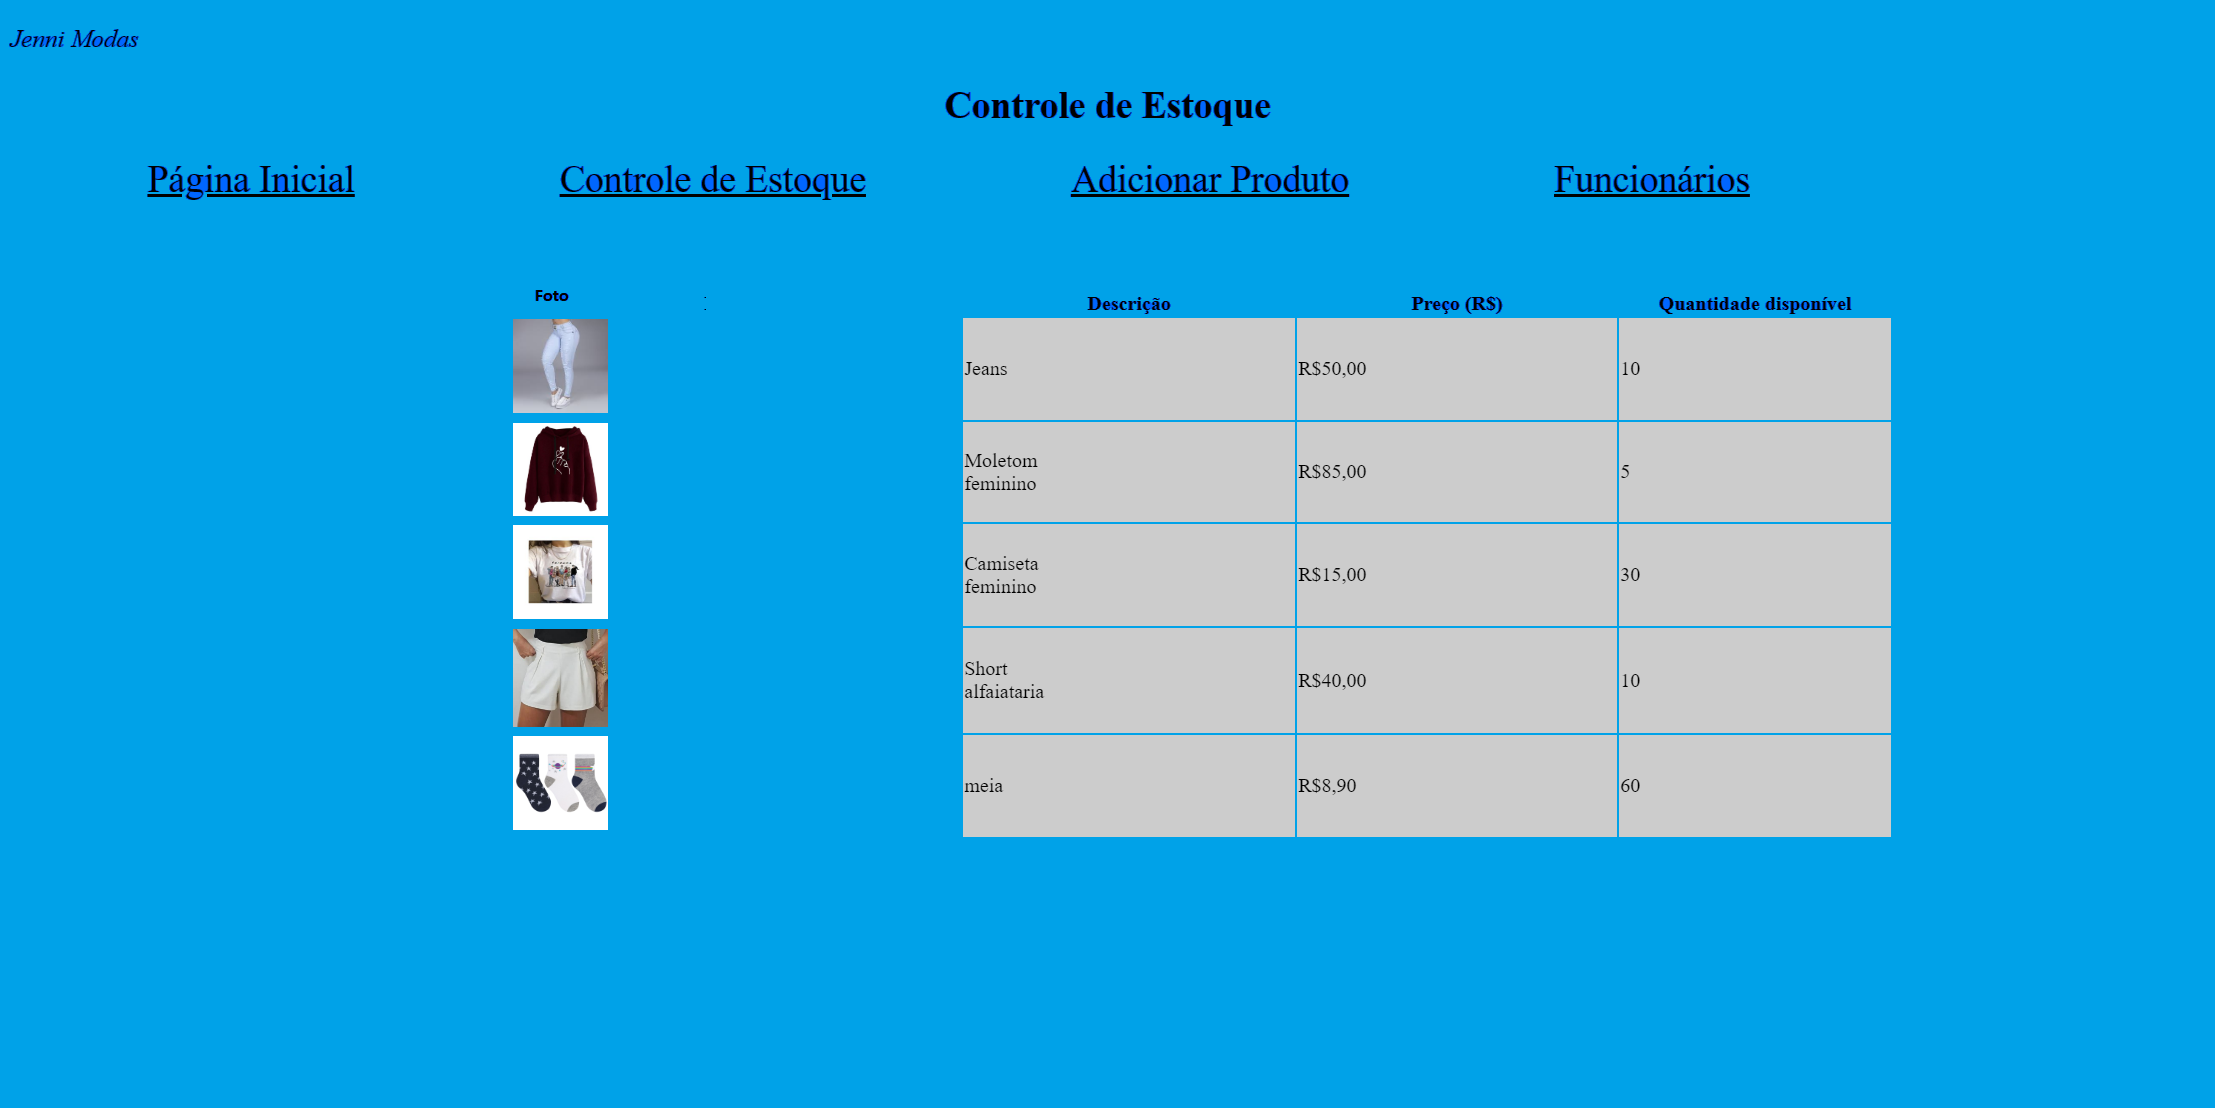 Jenni Modas
Controle de Estoque
Página Inicial Controle de Estoque Adicionar Produto Funcionários
Foto Descrição Preço (R$) Quantidade disponível
Jeans R$50,00 10
Moletom
feminino R$85,00 5
Camiseta
feminino R$15,00 30
Short
alfaiataria R$40,00 10
meia R$8,90 60